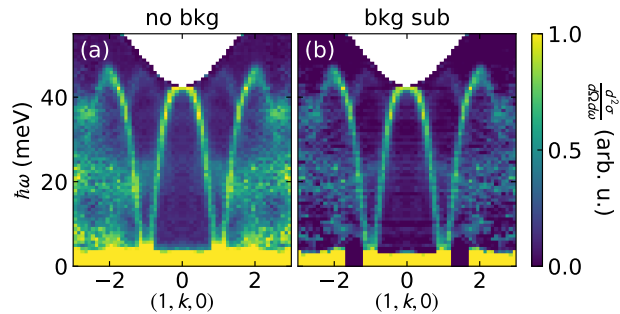 no bkg
bkg sub
(a)
(b)
ħω (meV)
40
20
0
−2
0
2
−2
0
2
(1, k, 0)
(1, k, 0)
1.0
0.5
0.0
d²σ/dΩdω (arb. u.)